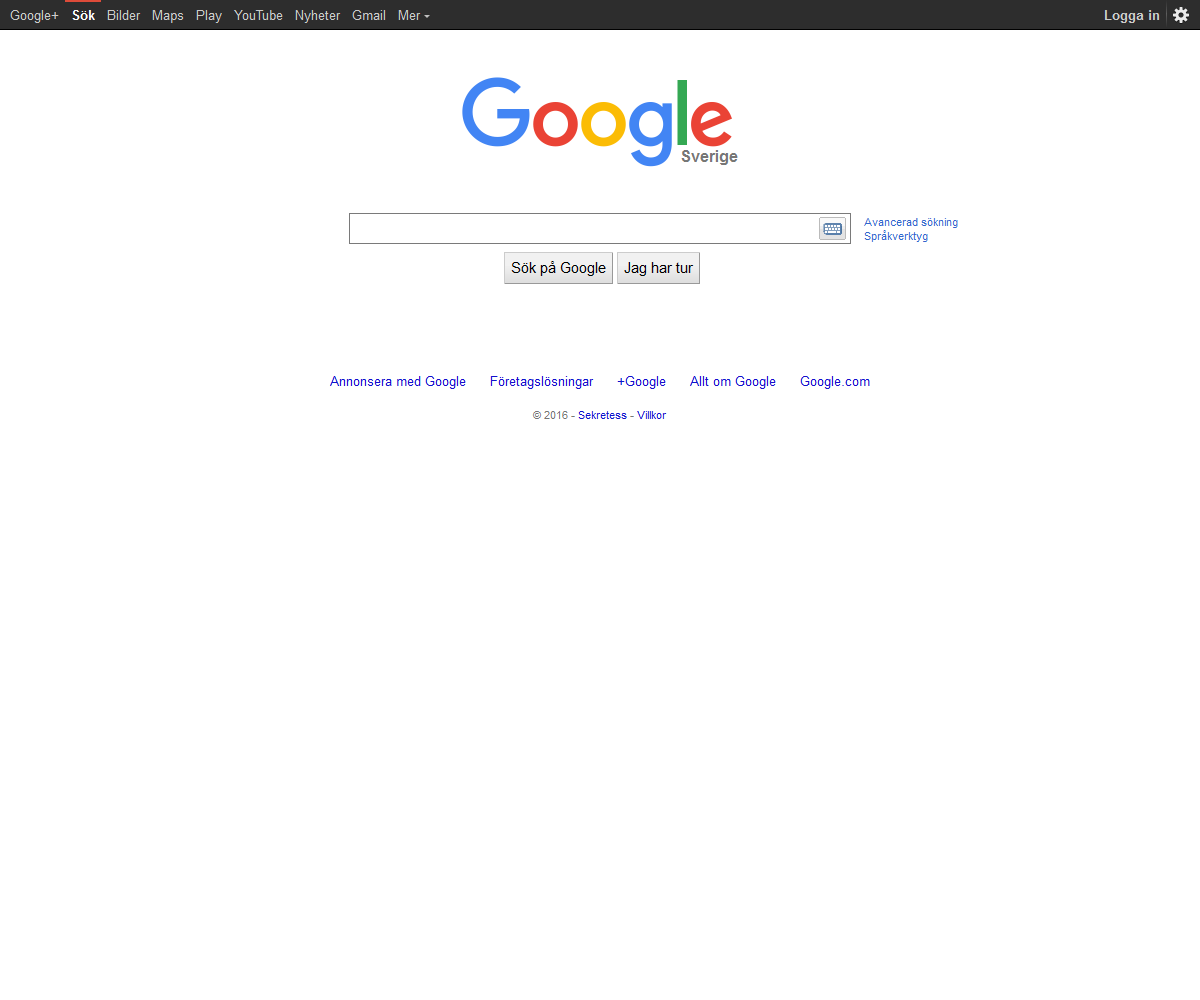 Google+ Sök Bilder Maps Play YouTube Nyheter Gmail Mer Logga in
Google
Sverige
Avancerad sökning
Språkverktyg
Sök på Google Jag har tur
Annonsera med Google Företagslösningar +Google Allt om Google Google.com
© 2016 - Sekretess - Villkor